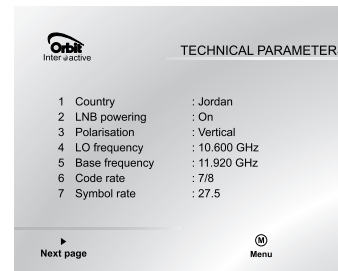 Orbit
Inter active
TECHNICAL PARAMETER
1 Country : Jordan
2 LNB powering : On
3 Polarisation : Vertical
4 LO frequency : 10.600 GHz
5 Base frequency : 11.920 GHz
6 Code rate : 7/8
7 Symbol rate : 27.5
Next page
M
Menu